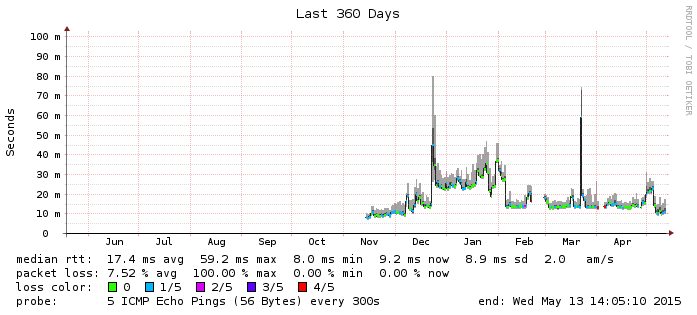 Last 360 Days
RRDTOOL / TOBI OETIKER
Seconds
100 m
90 m
80 m
70 m
60 m
50 m
40 m
30 m
20 m
10 m
0
Jun Jul Aug Sep Oct Nov Dec Jan Feb Mar Apr
median rtt: 17.4 ms avg 59.2 ms max 8.0 ms min 9.2 ms now 8.9 ms sd 2.0 am/s
packet loss: 7.52 % avg 100.00 % max 0.00 % min 0.00 % now
loss color: 0 1/5 2/5 3/5 4/5
probe: 5 ICMP Echo Pings (56 Bytes) every 300s end: Wed May 13 14:05:10 2015